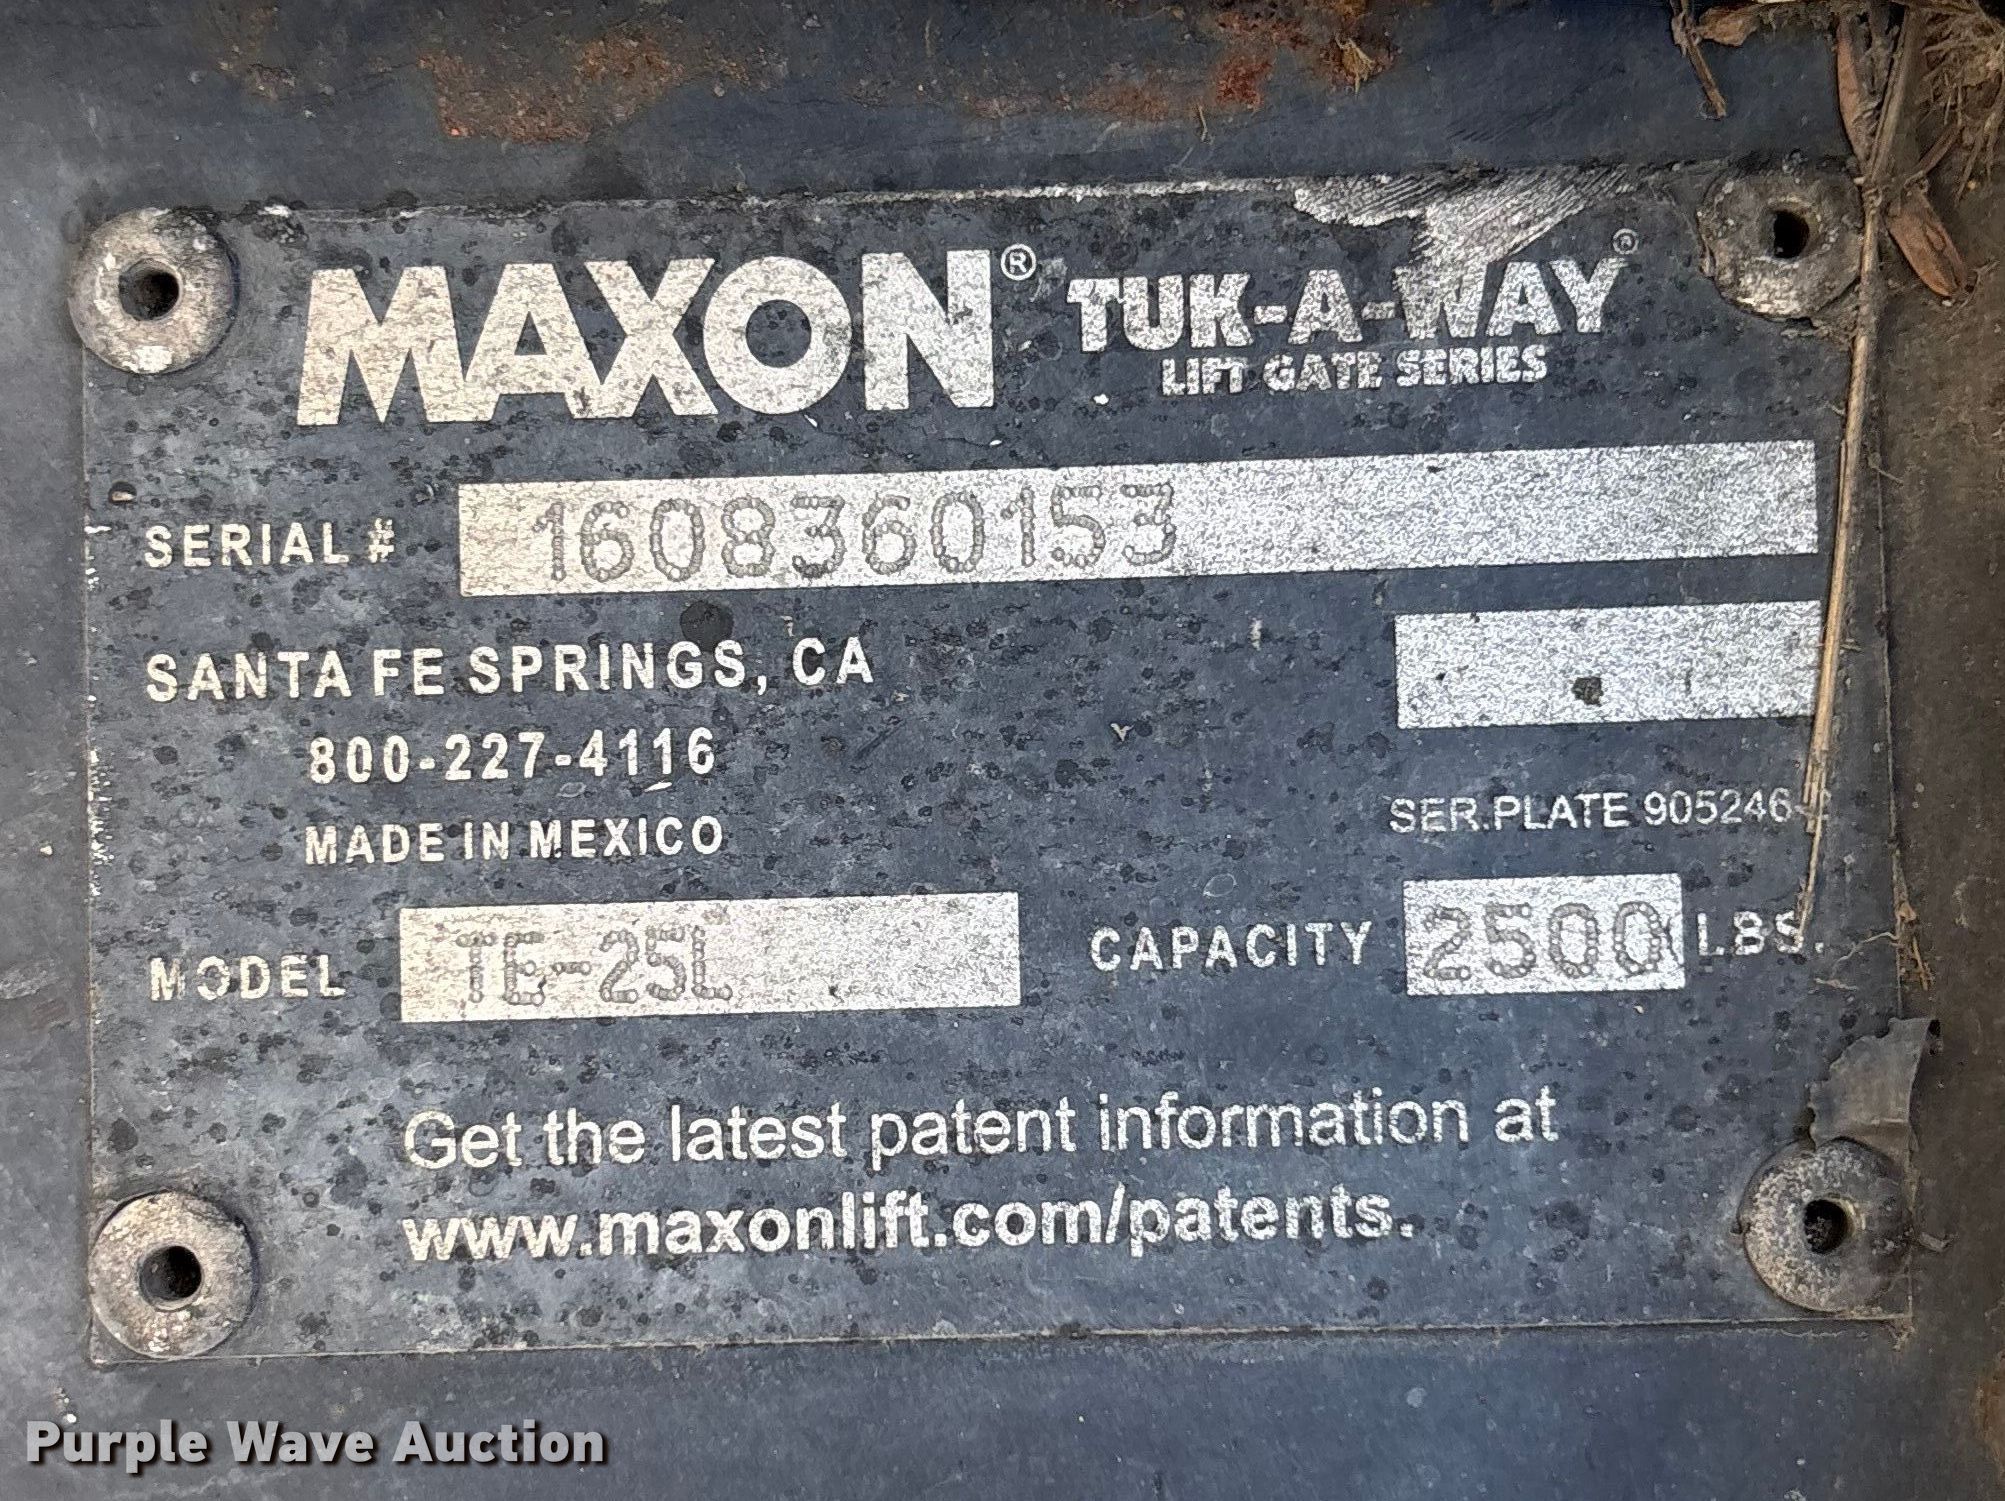 MAXON® TUK-A-WAY®
LIFT GATE SERIES
SERIAL # 1608360153
SANTA FE SPRINGS, CA
800-227-4116
MADE IN MEXICO
SER.PLATE 905246
MODEL TE-25L
CAPACITY 2500 LBS.
Get the latest patent information at
www.maxonlift.com/patents.
Purple Wave Auction